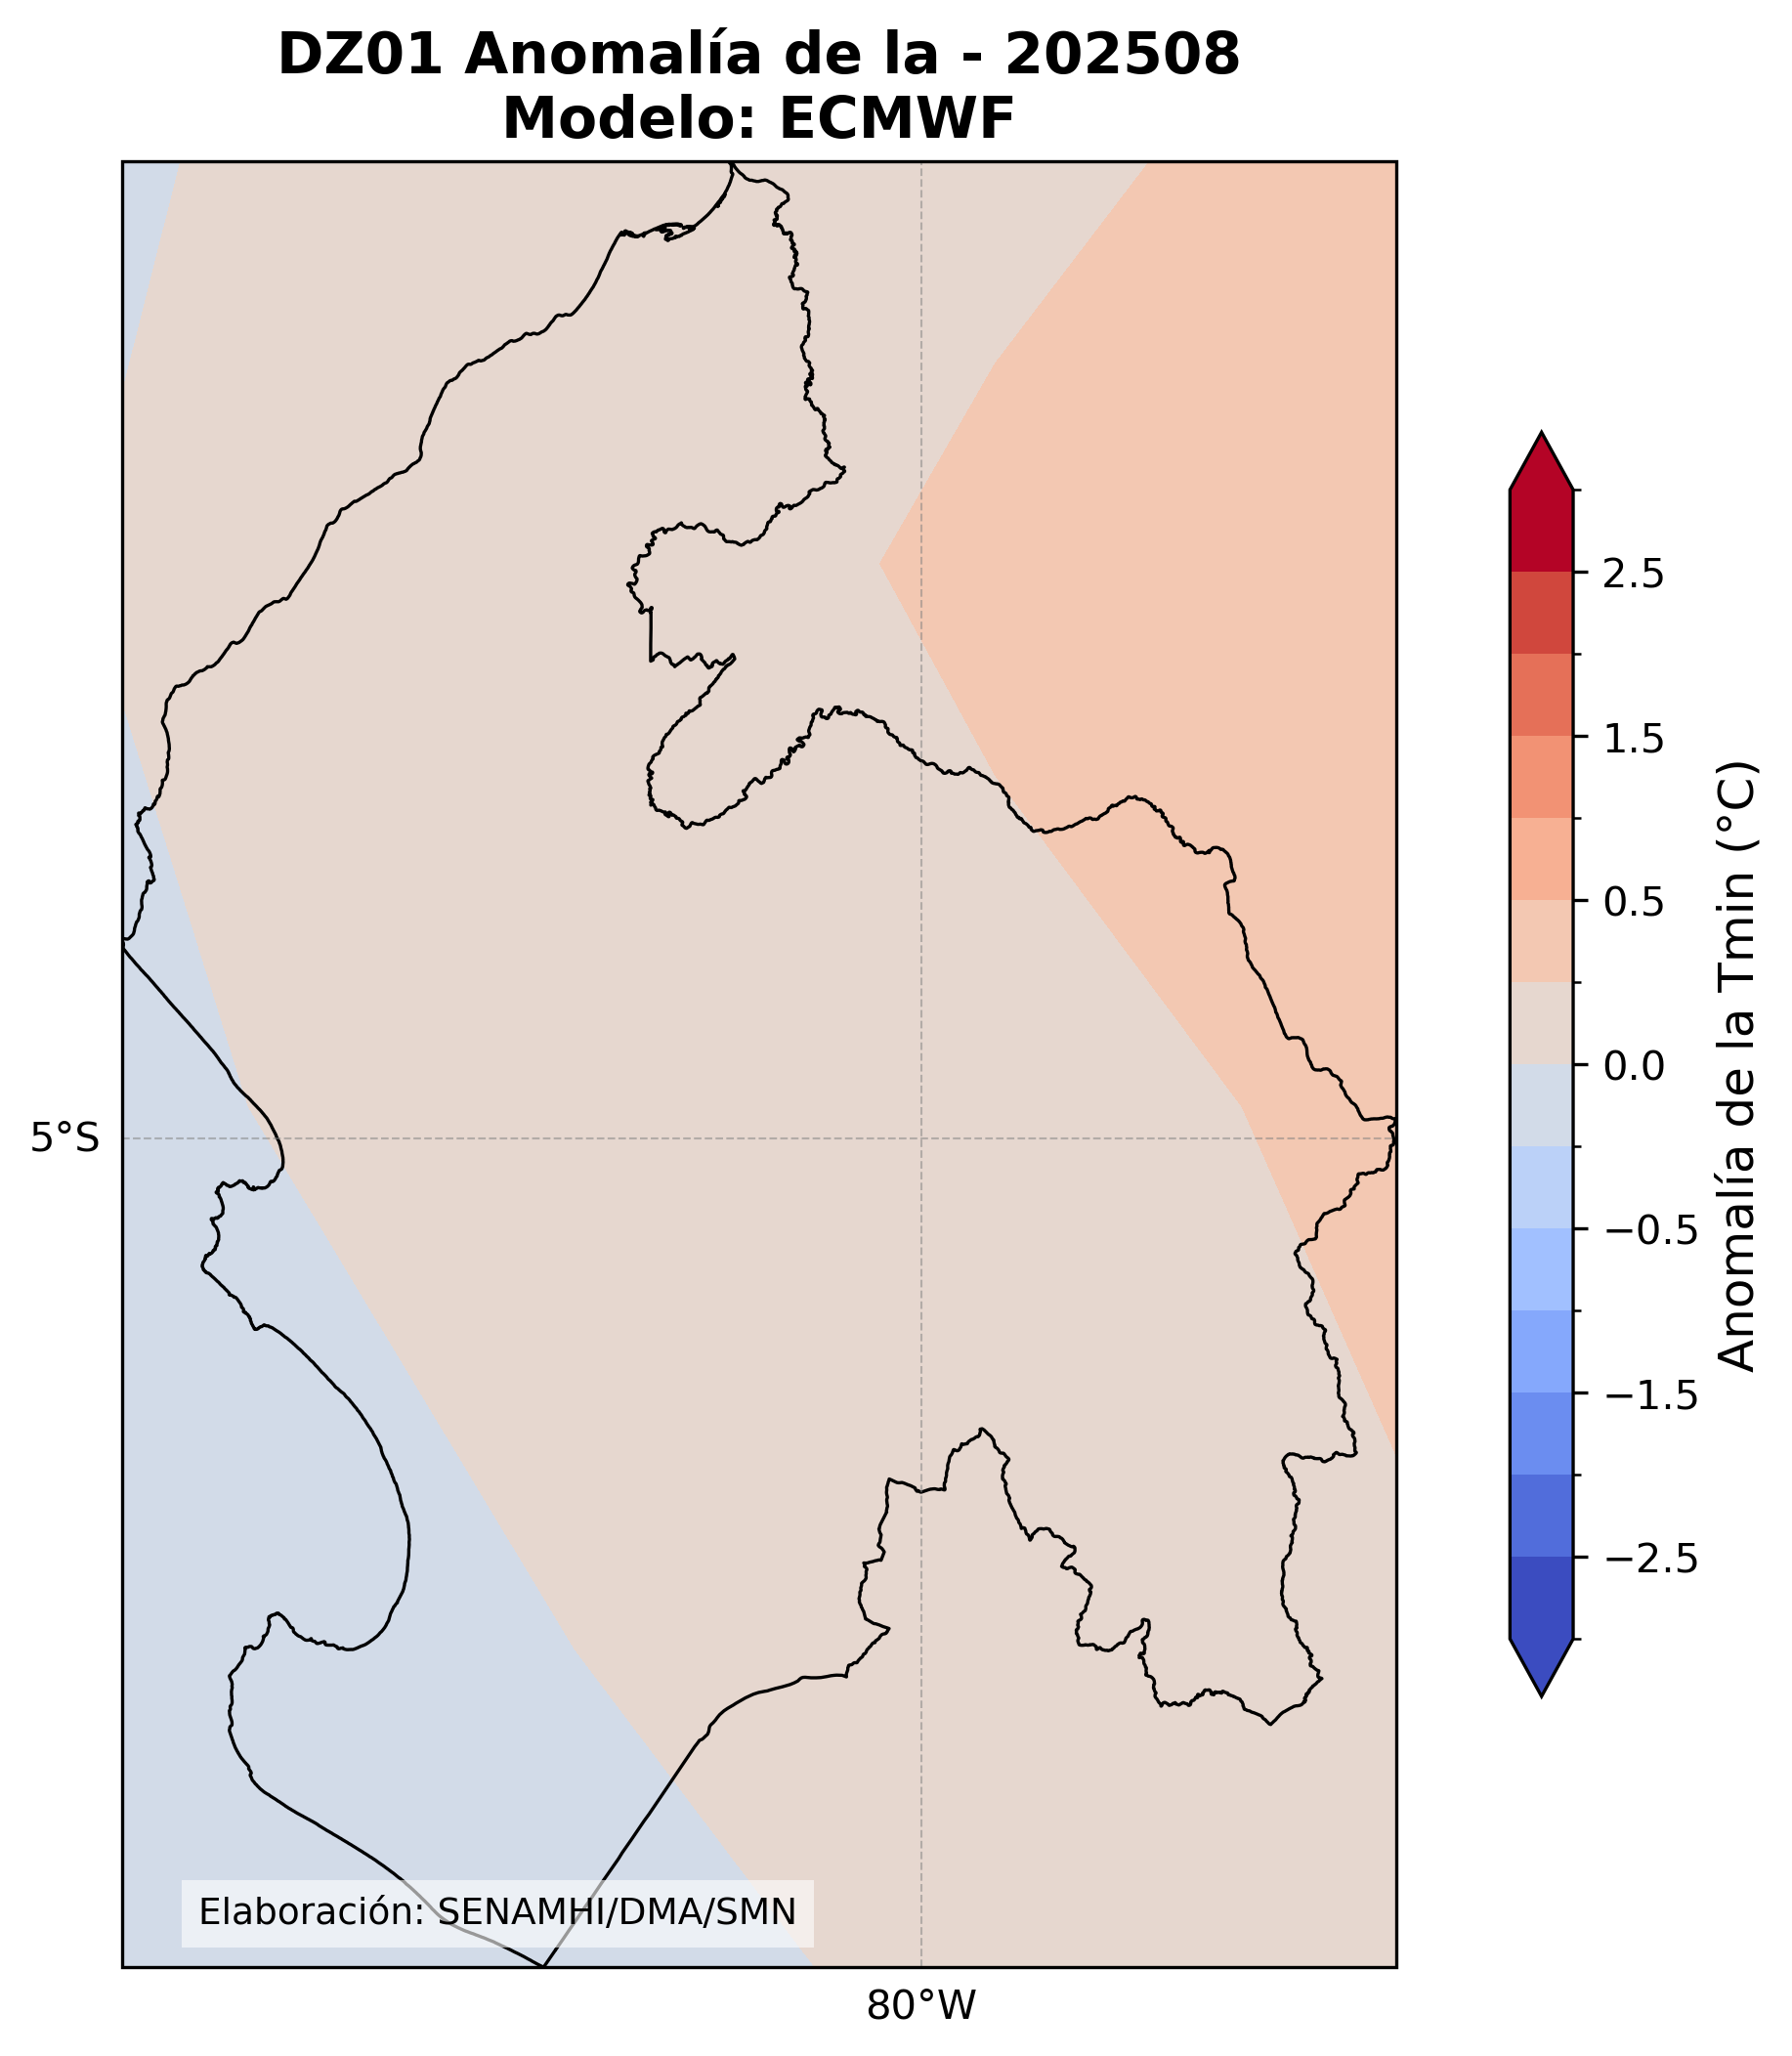 DZ01 Anomalía de la - 202508
Modelo: ECMWF
2.5
1.5
0.5
0.0
−0.5
−1.5
−2.5
Anomalía de la Tmin (°C)
5°S
Elaboración: SENAMHI/DMA/SMN
80°W